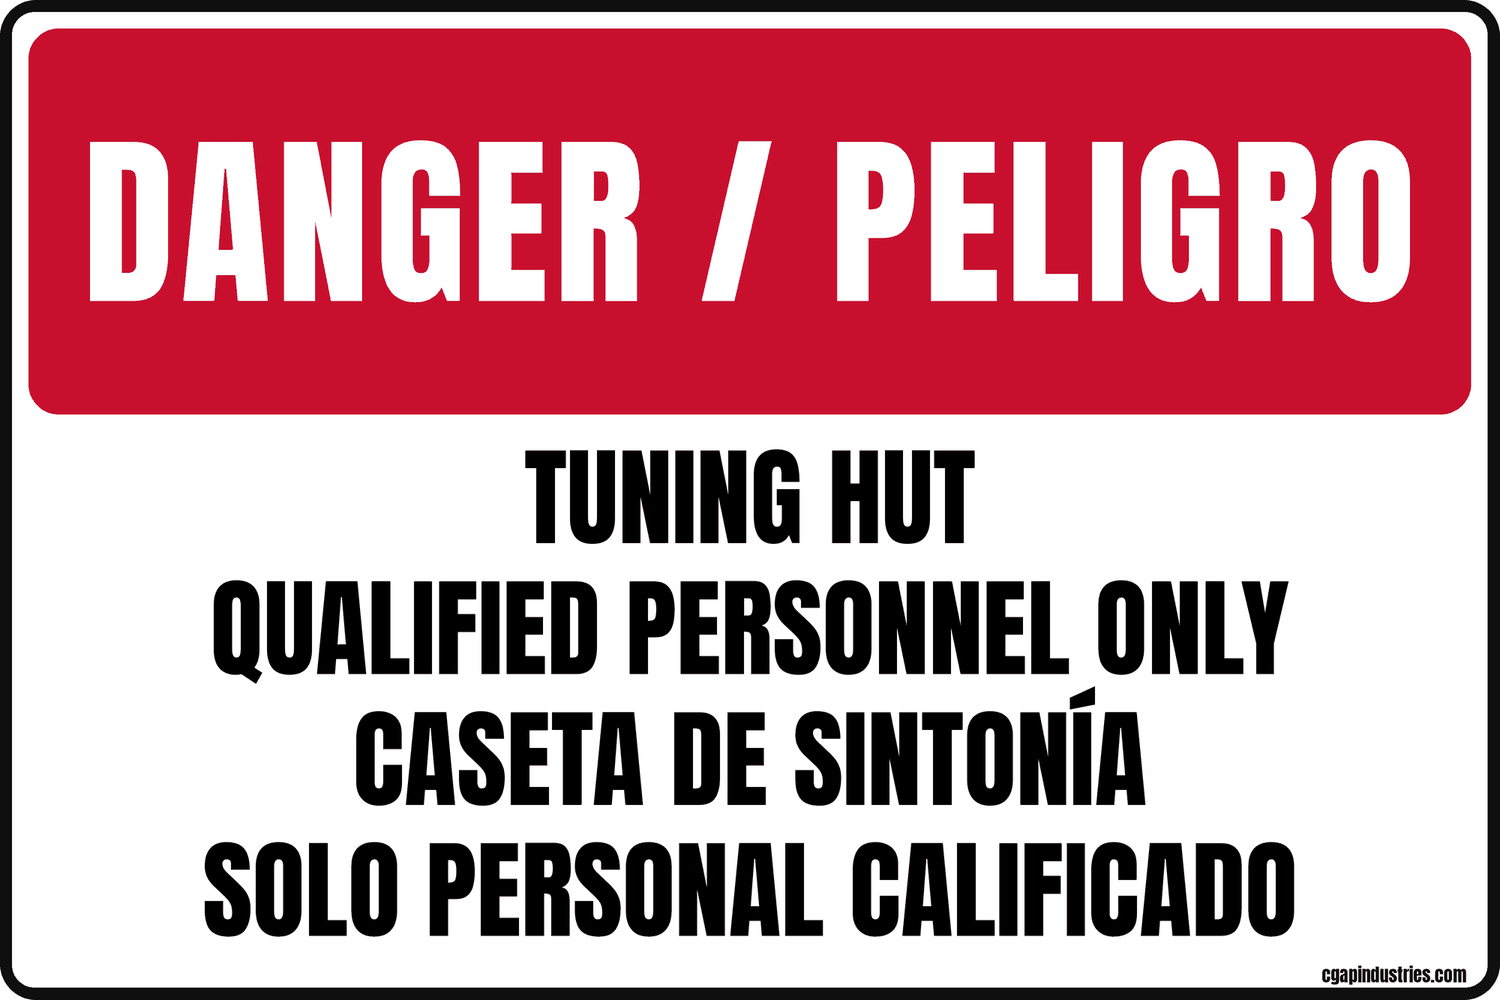 DANGER / PELIGRO
TUNING HUT
QUALIFIED PERSONNEL ONLY
CASETA DE SINTONÍA
SOLO PERSONAL CALIFICADO
cgapindustries.com